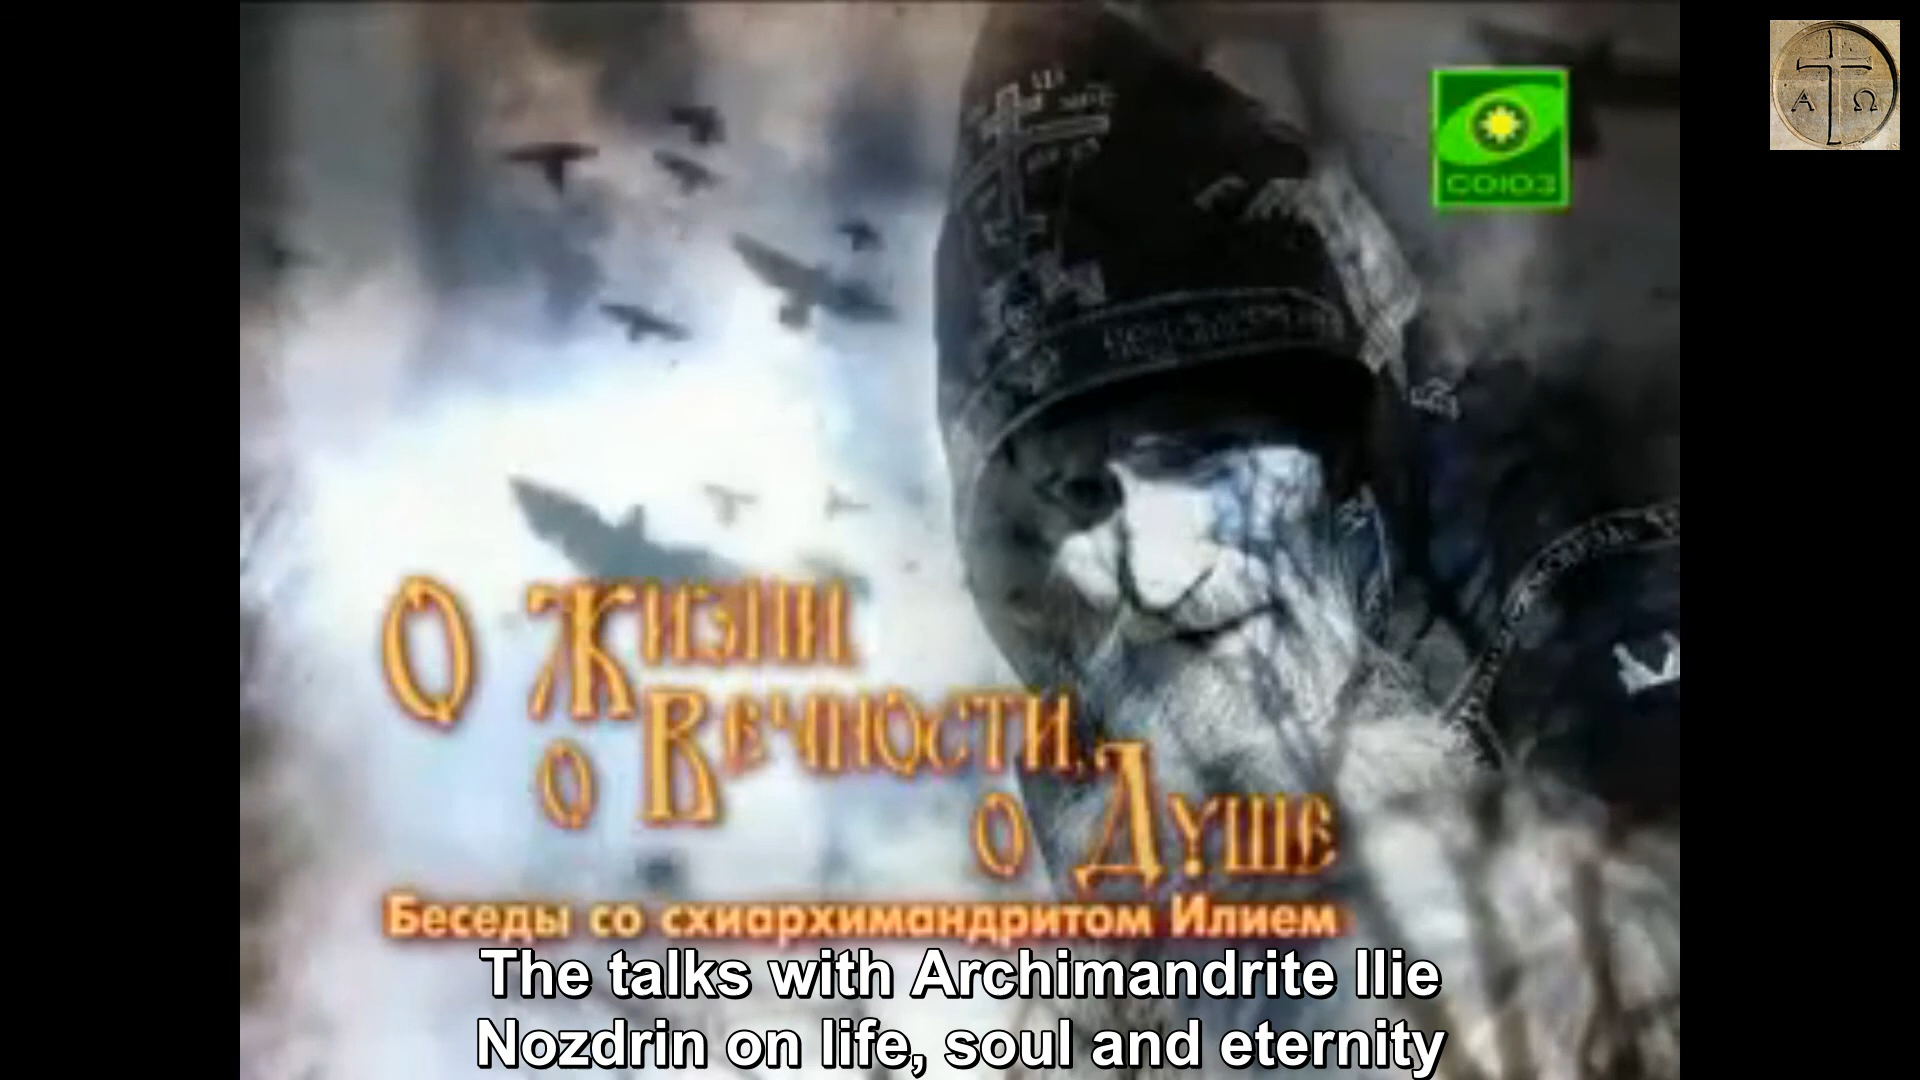 СОЮЗ
Α Ω
О Жизни,
о Вечности,
о Душе
Беседы со схиархимандритом Илием
The talks with Archimandrite Ilie
Nozdrin on life, soul and eternity